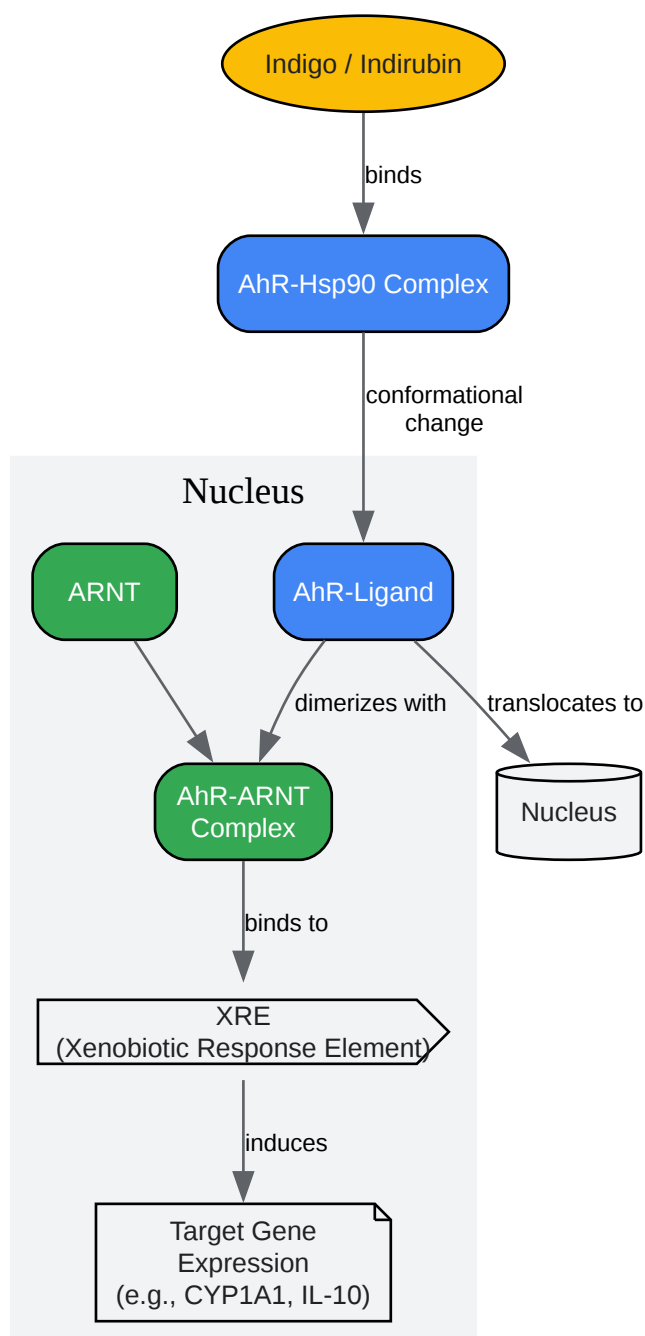 Indigo / Indirubin
binds
AhR-Hsp90 Complex
conformational
change
Nucleus
ARNT
AhR-Ligand
dimerizes with
translocates to
AhR-ARNT
Complex
Nucleus
binds to
XRE
(Xenobiotic Response Element)
induces
Target Gene
Expression
(e.g., CYP1A1, IL-10)